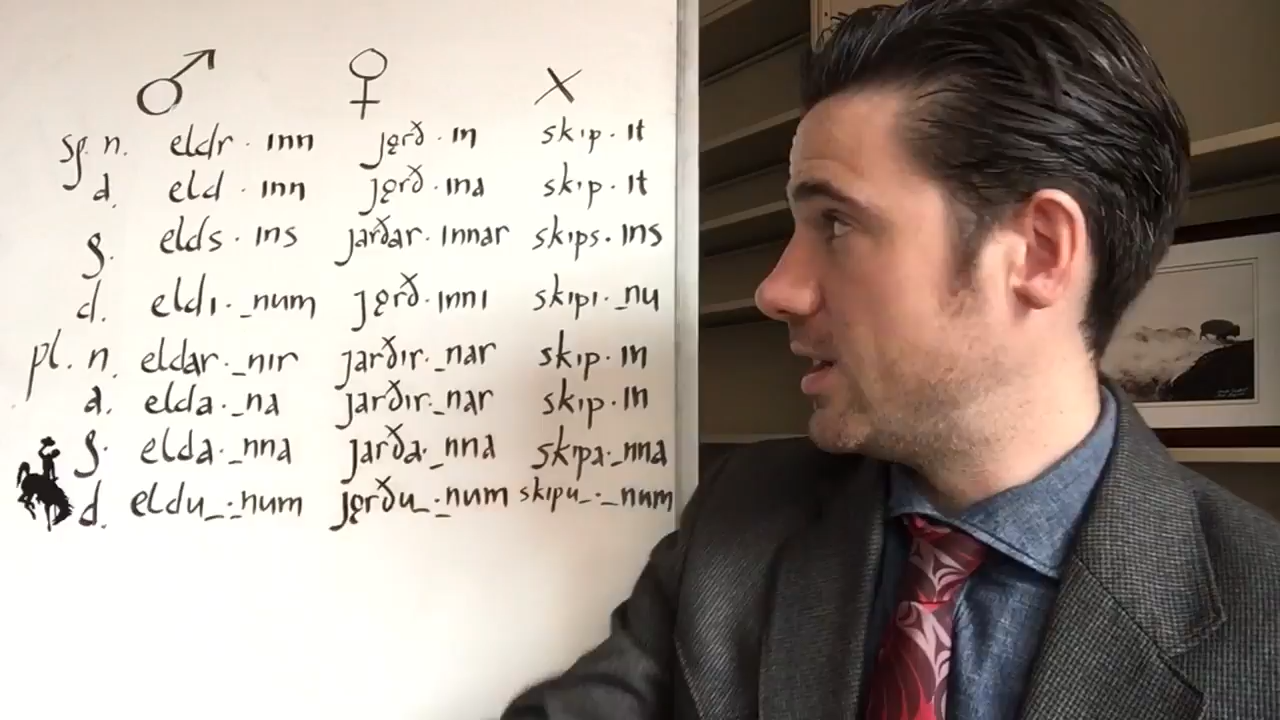 ♂ ♀ X
sg. n. eldr·inn jǫrð·in skip·it
a. eld·inn jǫrð·ina skip·it
g. elds·ins jarðar·innar skips·ins
d. eldi·_num jǫrð·inni skipi·_nu
pl. n. eldar·_nir jarðir·_nar skip·in
a. elda·_na jarðir·_nar skip·in
g. elda·_nna jarða·_nna skipa·_nna
d. eldu_·_num jǫrðu_·_num skipu_·_num